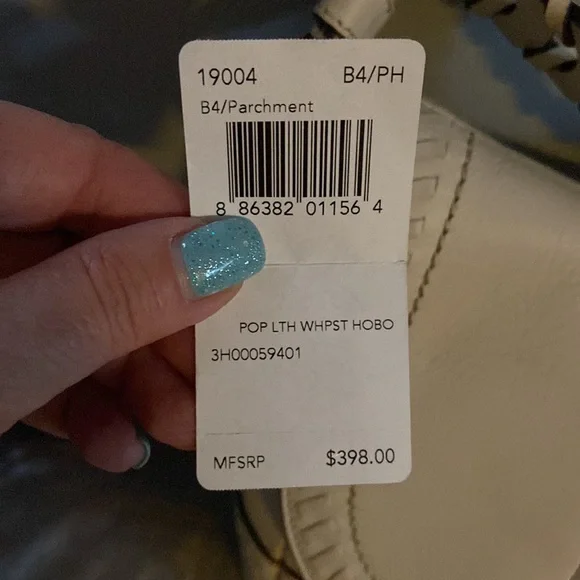 19004 B4/PH
B4/Parchment
8 86382 01156 4
POP LTH WHPST HOBO
3H00059401
MFSRP $398.00